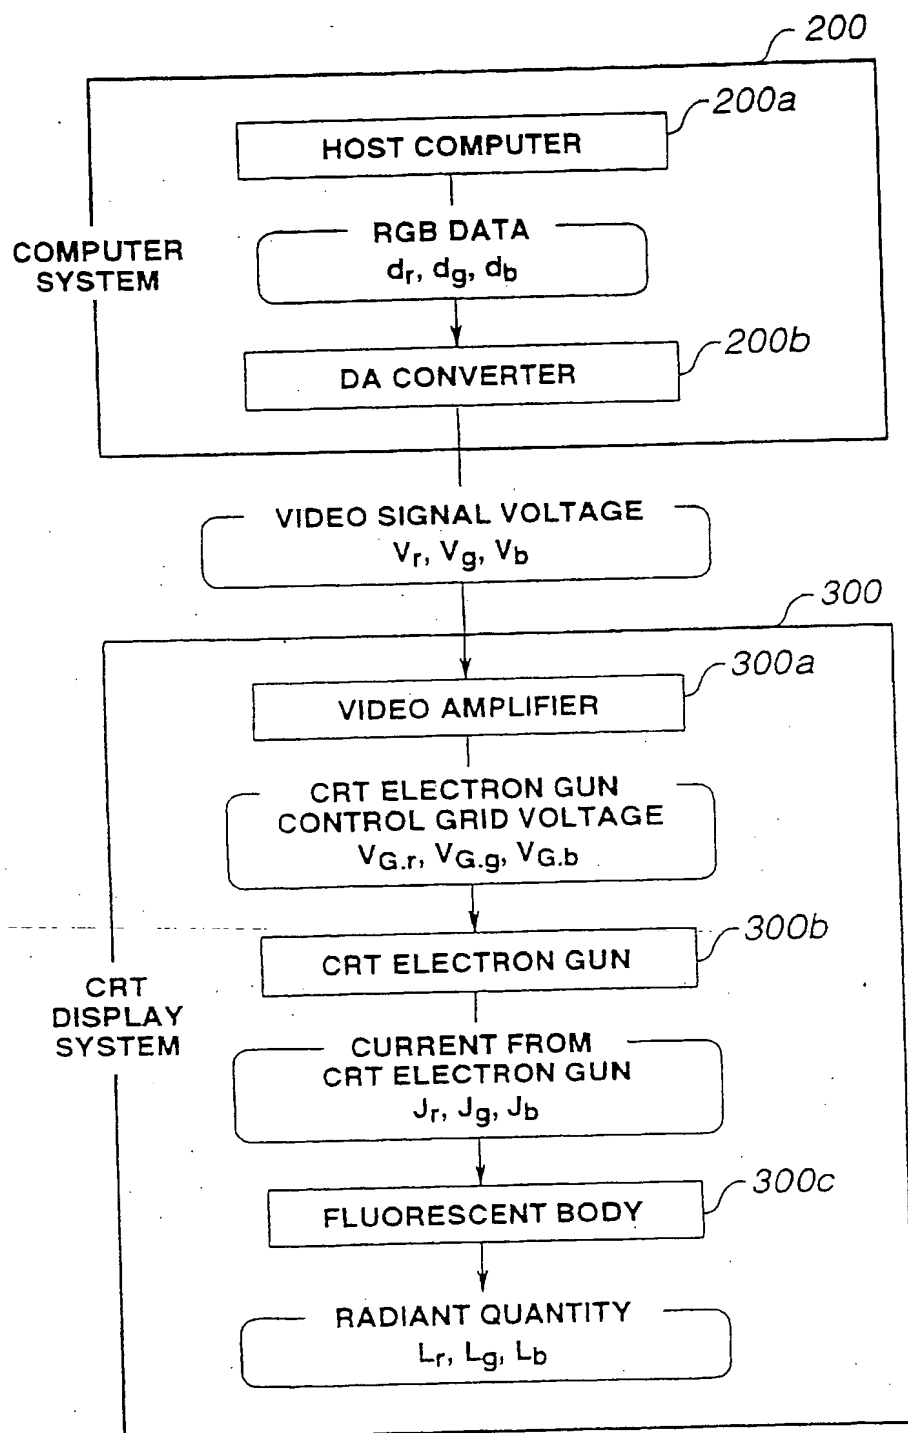 200
200a
HOST COMPUTER
RGB DATA
dr, dg, db
COMPUTER
SYSTEM
200b
DA CONVERTER
VIDEO SIGNAL VOLTAGE
Vr, Vg, Vb
300
300a
VIDEO AMPLIFIER
CRT ELECTRON GUN
CONTROL GRID VOLTAGE
VG.r, VG.g, VG.b
300b
CRT ELECTRON GUN
CRT
DISPLAY
SYSTEM
CURRENT FROM
CRT ELECTRON GUN
Jr, Jg, Jb
300c
FLUORESCENT BODY
RADIANT QUANTITY
Lr, Lg, Lb